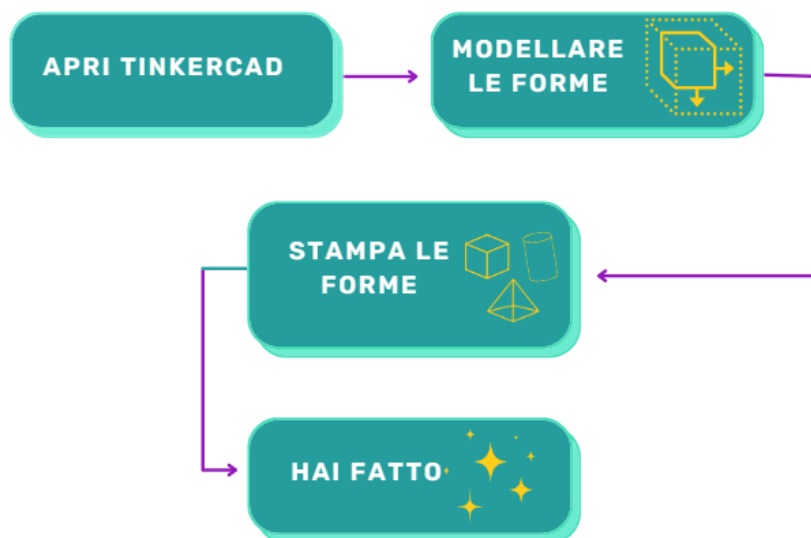 APRI TINKERCAD
MODELLARE
LE FORME
STAMPA LE
FORME
HAI FATTO